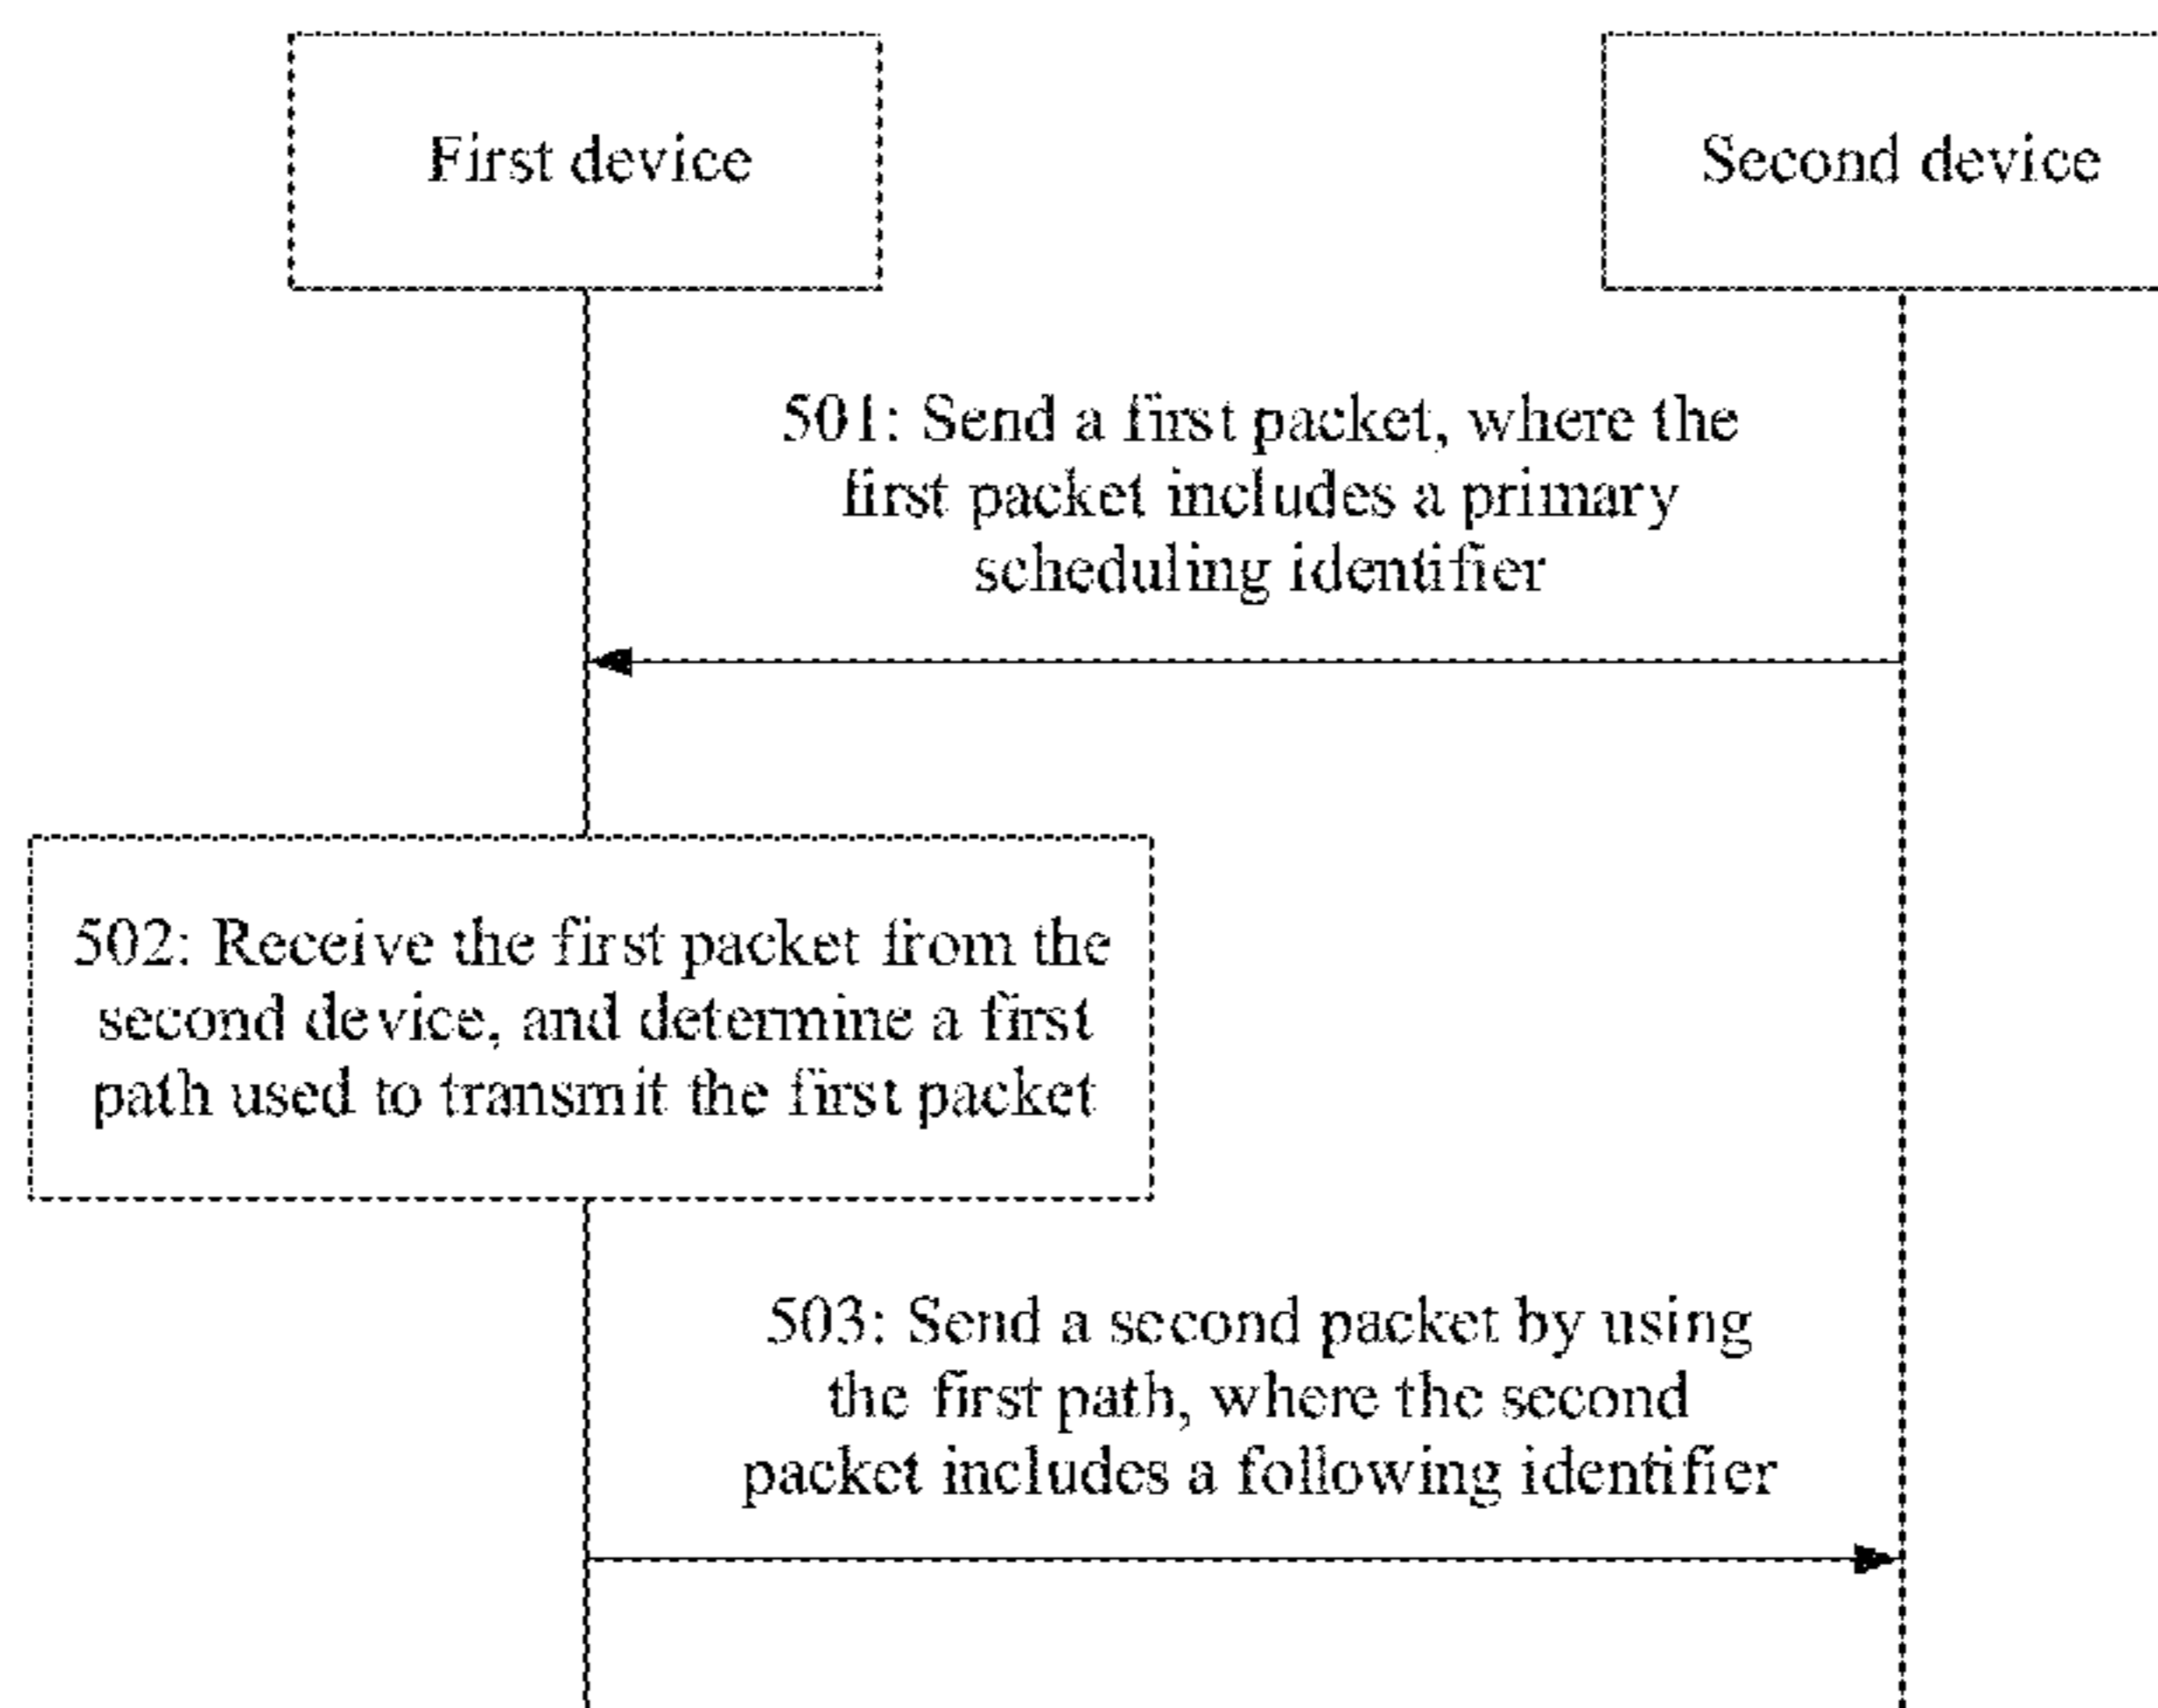 First device
Second device
501: Send a first packet, where the
first packet includes a primary
scheduling identifier
502: Receive the first packet from the
second device, and determine a first
path used to transmit the first packet
503: Send a second packet by using
the first path, where the second
packet includes a following identifier